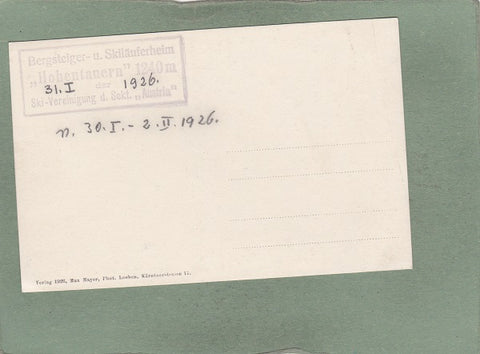 Bergsteiger- u. Skiläuferheim
„Hohentauern" 1240 m
31. I der 1926.
Ski-Vereinigung d. Sekt. „Austria"
n. 30. I. - 2. II. 1926.
Verlag 1926, Max Mayer, Phot. Leoben, Kärntnerstrasse 11.